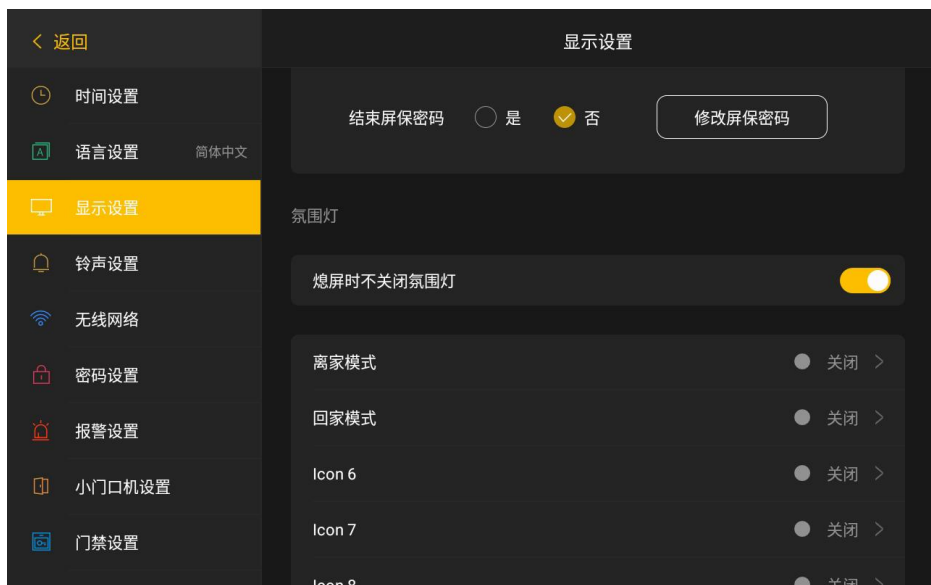 返回
时间设置
语言设置 简体中文
显示设置
铃声设置
无线网络
密码设置
报警设置
小门口机设置
门禁设置
显示设置
结束屏保密码 是 否 修改屏保密码
氛围灯
熄屏时不关闭氛围灯
离家模式 关闭
回家模式 关闭
Icon 6 关闭
Icon 7 关闭
Icon 8 关闭